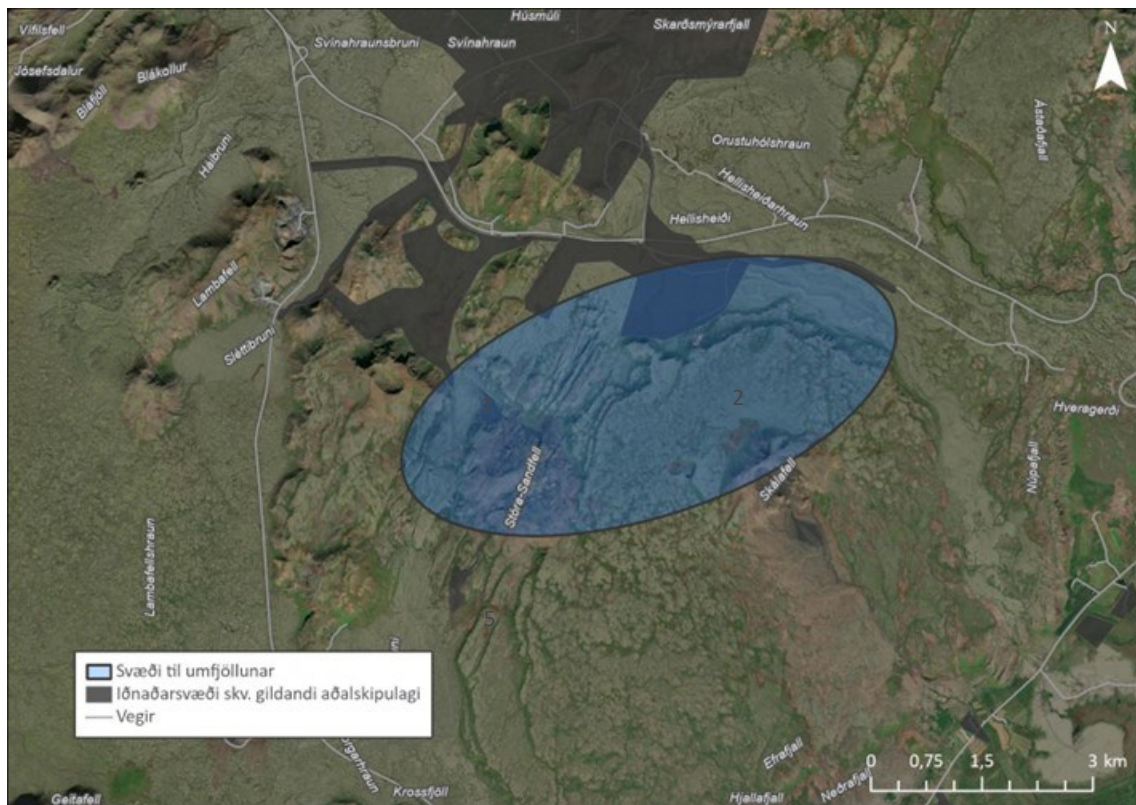 Vífilsfell
Húsmúli
Skarðsmýrarfjall
Svínahraunsbruni
Svínahraun
N
Jósefsdalur
Blákollur
Bláfjöll
Háibruni
Orustuhólshraun
Ástaðafjall
Hellisheiðarhraun
Hellisheiði
Lambafell
Sléttibruni
2
Hveragerði
Stóra-Sandfell
Skálafell
Núpafjall
Lambafellshraun
5
Svæði til umfjöllunar
Iðnaðarsvæði skv. gildandi aðalskipulagi
Vegir
Efrafjall
0 0,75 1,5 3 km
Krossfjöll
Geitafell
Hjallafjall
Neðrafjall